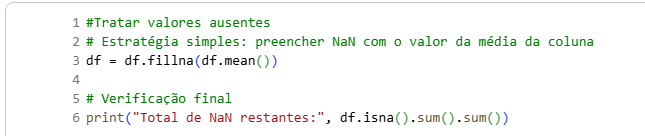 1 #Tratar valores ausentes
2 # Estratégia simples: preencher NaN com o valor da média da coluna
3 df = df.fillna(df.mean())
4
5 # Verificação final
6 print("Total de NaN restantes:", df.isna().sum().sum())